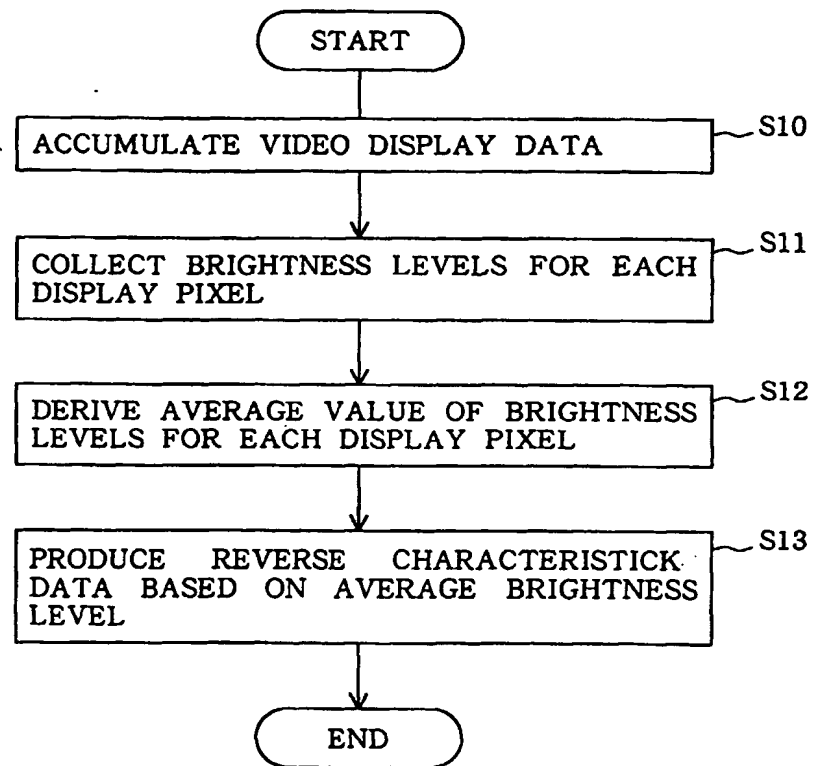 START
ACCUMULATE VIDEO DISPLAY DATA
S10
COLLECT BRIGHTNESS LEVELS FOR EACH
DISPLAY PIXEL
S11
DERIVE AVERAGE VALUE OF BRIGHTNESS
LEVELS FOR EACH DISPLAY PIXEL
S12
PRODUCE REVERSE CHARACTERISTICK
DATA BASED ON AVERAGE BRIGHTNESS
LEVEL
S13
END